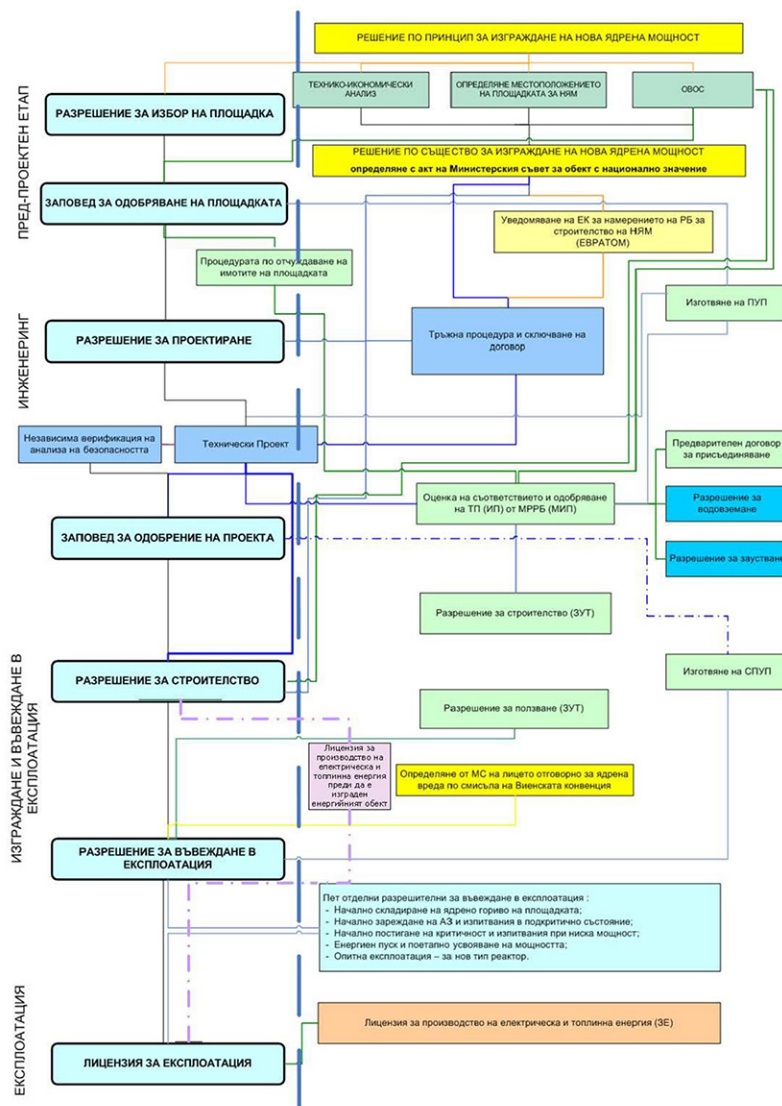 РЕШЕНИЕ ПО ПРИНЦИП ЗА ИЗГРАЖДАНЕ НА НОВА ЯДРЕНА МОЩНОСТ
ТЕХНИКО-ИКОНОМИЧЕСКИ
АНАЛИЗ
ОПРЕДЕЛЯНЕ МЕСТОПОЛОЖЕНИЕТО
НА ПЛОЩАДКАТА ЗА НЯМ
ОВОС
ПРЕД-ПРОЕКТЕН ЕТАП
РАЗРЕШЕНИЕ ЗА ИЗБОР НА ПЛОЩАДКА
РЕШЕНИЕ ПО СЪЩЕСТВО ЗА ИЗГРАЖДАНЕ НА НОВА ЯДРЕНА МОЩНОСТ
определяне с акт на Министерския съвет за обект с национално значение
ЗАПОВЕД ЗА ОДОБРЯВАНЕ НА ПЛОЩАДКАТА
Уведомяване на ЕК за намерението на РБ за
строителство на НЯМ
(ЕВРАТОМ)
Процедурата по отчуждаване на
имотите на площадката
Изготвяне на ПУП
ИНЖЕНЕРИНГ
РАЗРЕШЕНИЕ ЗА ПРОЕКТИРАНЕ
Тръжна процедура и сключване на
договор
Независима верификация на
анализа на безопасността
Технически Проект
Предварителен договор
за присъединяване
Оценка на съответствието и одобряване
на ТП (ИП) от МРРБ (МИП)
Разрешение за
водовземане
ЗАПОВЕД ЗА ОДОБРЕНИЕ НА ПРОЕКТА
Разрешение за заустване
Разрешение за строителство (ЗУТ)
ИЗГРАЖДАНЕ И ВЪВЕЖДАНЕ В
ЕКСПЛОАТАЦИЯ
РАЗРЕШЕНИЕ ЗА СТРОИТЕЛСТВО
Изготвяне на СПУП
Разрешение за ползване (ЗУТ)
Лицензия за
производство на
електрическа и
топлинна енергия
преди да е
изграден
енергийният обект
Определяне от МС на лицето отговорно за ядрена
вреда по смисъла на Виенската конвенция
РАЗРЕШЕНИЕ ЗА ВЪВЕЖДАНЕ В
ЕКСПЛОАТАЦИЯ
Пет отделни разрешителни за въвеждане в експлоатация :
- Начално складиране на ядрено гориво на площадката;
- Начално зареждане на АЗ и изпитвания в подкритично състояние;
- Начално постигане на критичност и изпитвания при ниска мощност;
- Енергиен пуск и поетапно усвояване на мощността;
- Опитна експлоатация – за нов тип реактор.
ЕКСПЛОАТАЦИЯ
Лицензия за производство на електрическа и топлинна енергия (ЗЕ)
ЛИЦЕНЗИЯ ЗА ЕКСПЛОАТАЦИЯ